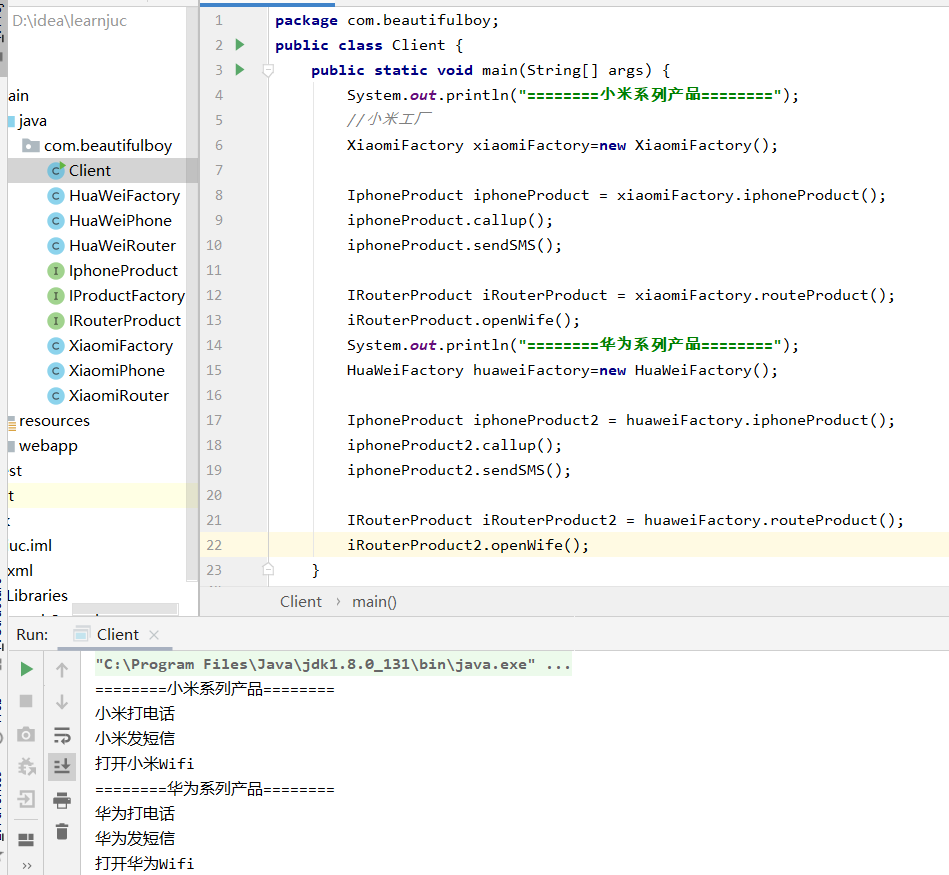 D:\idea\learnjuc
ain
java
com.beautifulboy
Client
HuaWeiFactory
HuaWeiPhone
HuaWeiRouter
IphoneProduct
IProductFactory
IRouterProduct
XiaomiFactory
XiaomiPhone
XiaomiRouter
resources
webapp
st
t
uc.iml
xml
Libraries
1 package com.beautifulboy;
2 public class Client {
3 public static void main(String[] args) {
4 System.out.println("========小米系列产品========");
5 //小米工厂
6 XiaomiFactory xiaomiFactory=new XiaomiFactory();
7
8 IphoneProduct iphoneProduct = xiaomiFactory.iphoneProduct();
9 iphoneProduct.callup();
10 iphoneProduct.sendSMS();
11
12 IRouterProduct iRouterProduct = xiaomiFactory.routeProduct();
13 iRouterProduct.openWife();
14 System.out.println("========华为系列产品========");
15 HuaWeiFactory huaweiFactory=new HuaWeiFactory();
16
17 IphoneProduct iphoneProduct2 = huaweiFactory.iphoneProduct();
18 iphoneProduct2.callup();
19 iphoneProduct2.sendSMS();
20
21 IRouterProduct iRouterProduct2 = huaweiFactory.routeProduct();
22 iRouterProduct2.openWife();
23 }
Client › main()
Run: Client ×
"C:\Program Files\Java\jdk1.8.0_131\bin\java.exe" ...
========小米系列产品========
小米打电话
小米发短信
打开小米Wifi
========华为系列产品========
华为打电话
华为发短信
打开华为Wifi